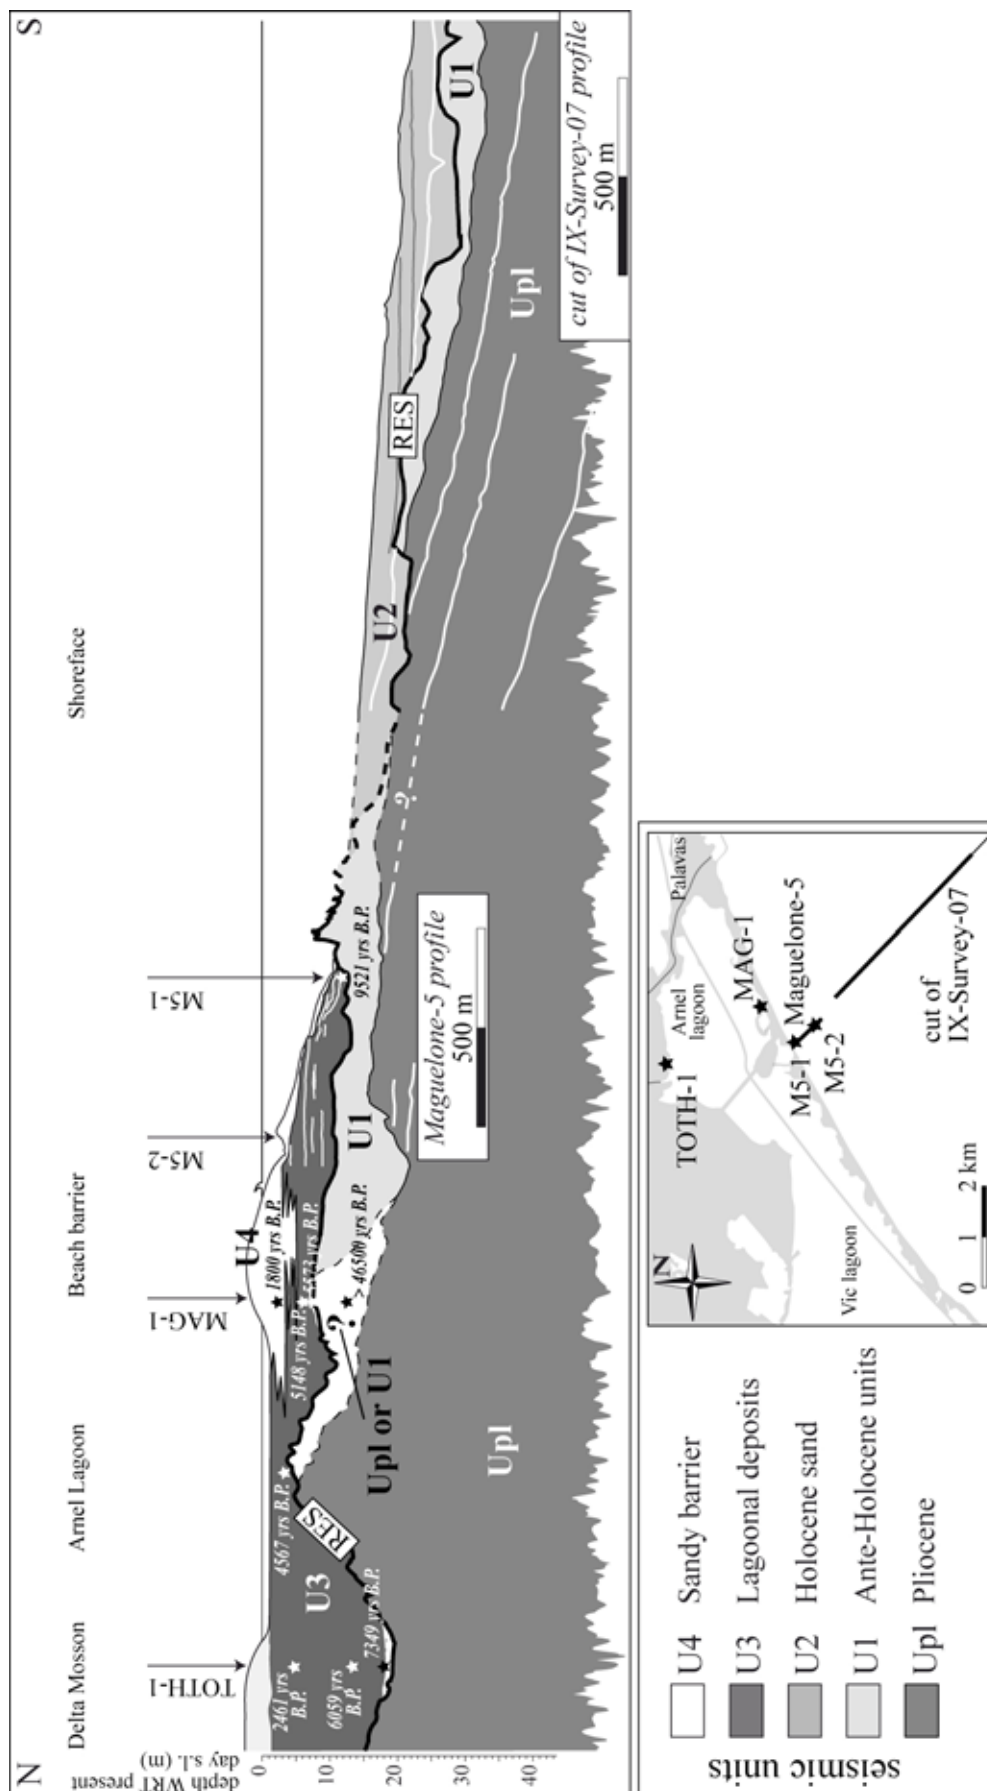 N
S
Delta Mosson
Arnel Lagoon
Beach barrier
Shoreface
TOTH-1
MAG-1
M5-2
M5-1
depth WRT present
day s.l. (m)
0
10
20
30
40
U4
1800 yrs B.P.
5148 yrs B.P.
> 46500 yrs B.P.
?
9521 yrs B.P.
4567 yrs B.P.
2461 yrs
B.P.
6059 yrs
B.P.
7349 yrs B.P.
U3
RES
Upl or U1
U1
U2
RES
U1
?
Upl
Upl
Maguelone-5 profile
500 m
cut of IX-Survey-07 profile
500 m
seismic units
U4 Sandy barrier
U3 Lagoonal deposits
U2 Holocene sand
U1 Ante-Holocene units
Upl Pliocene
N
TOTH-1
Arnel
lagoon
Palavas
MAG-1
Maguelone-5
M5-1
M5-2
Vic lagoon
cut of
IX-Survey-07
0 1 2 km